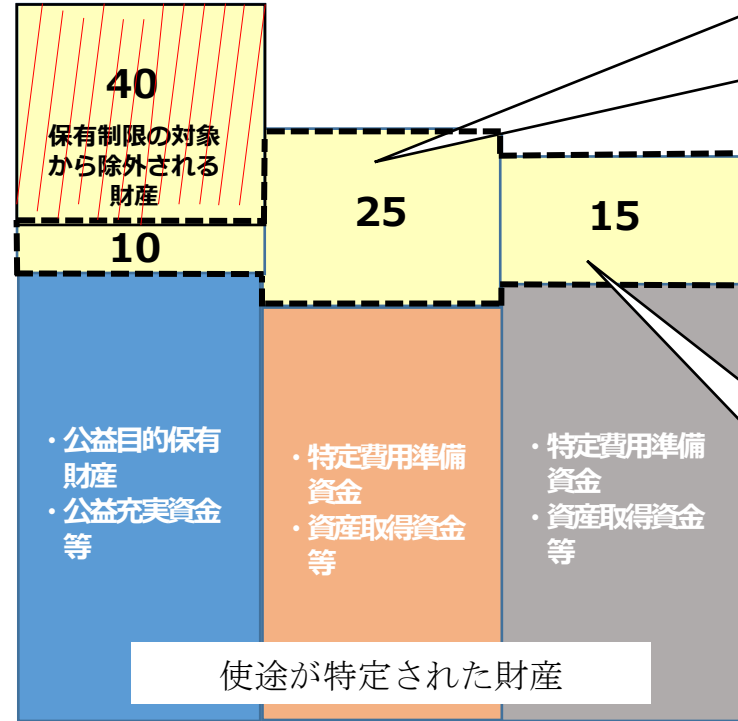 40
保有制限の対象
から除外される
財産
10
25
15
・公益目的保有
財産
・公益充実資金
等
・特定費用準備
資金
・資産取得資金
等
・特定費用準備
資金
・資産取得資金
等
使途が特定された財産